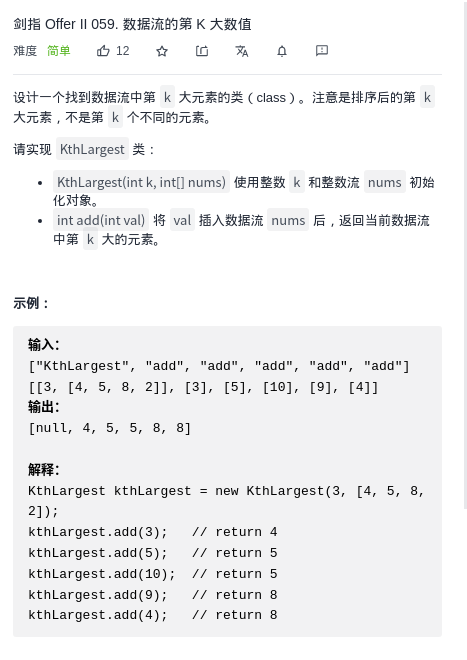 剑指 Offer II 059. 数据流的第 K 大数值
难度 简单 12
设计一个找到数据流中第 k 大元素的类（class）。注意是排序后的第 k
大元素，不是第 k 个不同的元素。
请实现 KthLargest 类：
• KthLargest(int k, int[] nums) 使用整数 k 和整数流 nums 初始
化对象。
• int add(int val) 将 val 插入数据流 nums 后，返回当前数据流
中第 k 大的元素。
示例：
输入：
["KthLargest", "add", "add", "add", "add", "add"]
[[3, [4, 5, 8, 2]], [3], [5], [10], [9], [4]]
输出：
[null, 4, 5, 5, 8, 8]
解释：
KthLargest kthLargest = new KthLargest(3, [4, 5, 8,
2]);
kthLargest.add(3);   // return 4
kthLargest.add(5);   // return 5
kthLargest.add(10);  // return 5
kthLargest.add(9);   // return 8
kthLargest.add(4);   // return 8